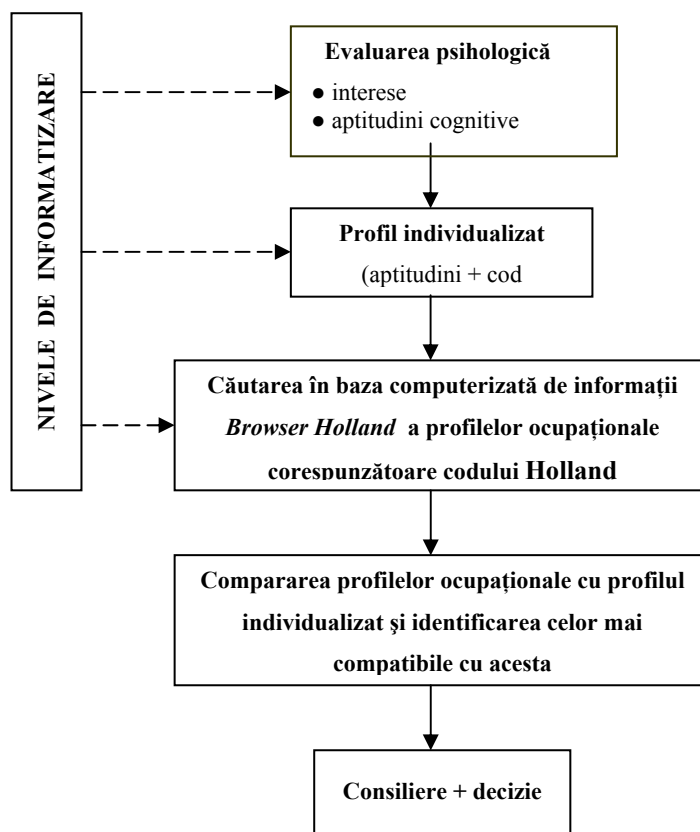 NIVELE DE INFORMATIZARE
Evaluarea psihologică
● interese
● aptitudini cognitive
Profil individualizat
(aptitudini + cod
Căutarea în baza computerizată de informații
Browser Holland a profilelor ocupaționale
corespunzătoare codului Holland
Compararea profilelor ocupaționale cu profilul
individualizat şi identificarea celor mai
compatibile cu acesta
Consiliere + decizie